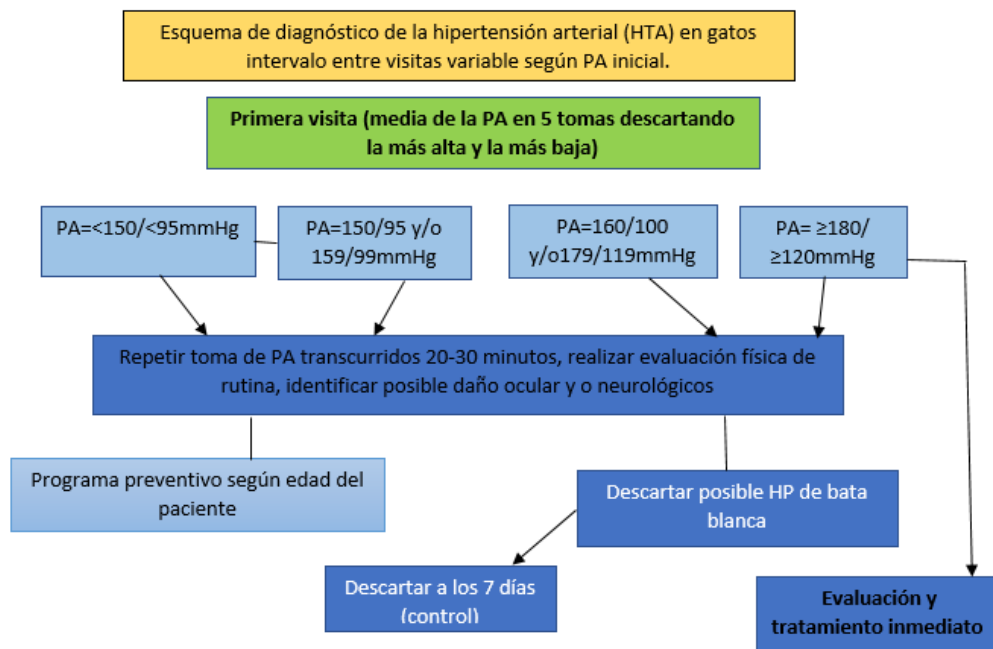 Esquema de diagnóstico de la hipertensión arterial (HTA) en gatos
intervalo entre visitas variable según PA inicial.
Primera visita (media de la PA en 5 tomas descartando
la más alta y la más baja)
PA=<150/<95mmHg
PA=150/95 y/o
159/99mmHg
PA=160/100
y/o179/119mmHg
PA= ≥180/
≥120mmHg
Repetir toma de PA transcurridos 20-30 minutos, realizar evaluación física de
rutina, identificar posible daño ocular y o neurológicos
Programa preventivo según edad del
paciente
Descartar posible HP de bata
blanca
Descartar a los 7 días
(control)
Evaluación y
tratamiento inmediato